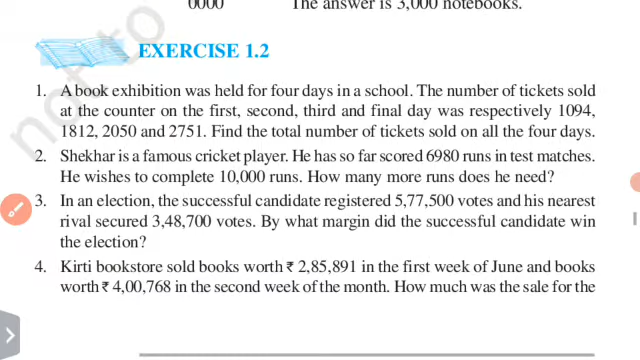 0000 The answer is 3,000 notebooks.
EXERCISE 1.2
1. A book exhibition was held for four days in a school. The number of tickets sold
at the counter on the first, second, third and final day was respectively 1094,
1812, 2050 and 2751. Find the total number of tickets sold on all the four days.
2. Shekhar is a famous cricket player. He has so far scored 6980 runs in test matches.
He wishes to complete 10,000 runs. How many more runs does he need?
3. In an election, the successful candidate registered 5,77,500 votes and his nearest
rival secured 3,48,700 votes. By what margin did the successful candidate win
the election?
4. Kirti bookstore sold books worth ₹ 2,85,891 in the first week of June and books
worth ₹ 4,00,768 in the second week of the month. How much was the sale for the
not to